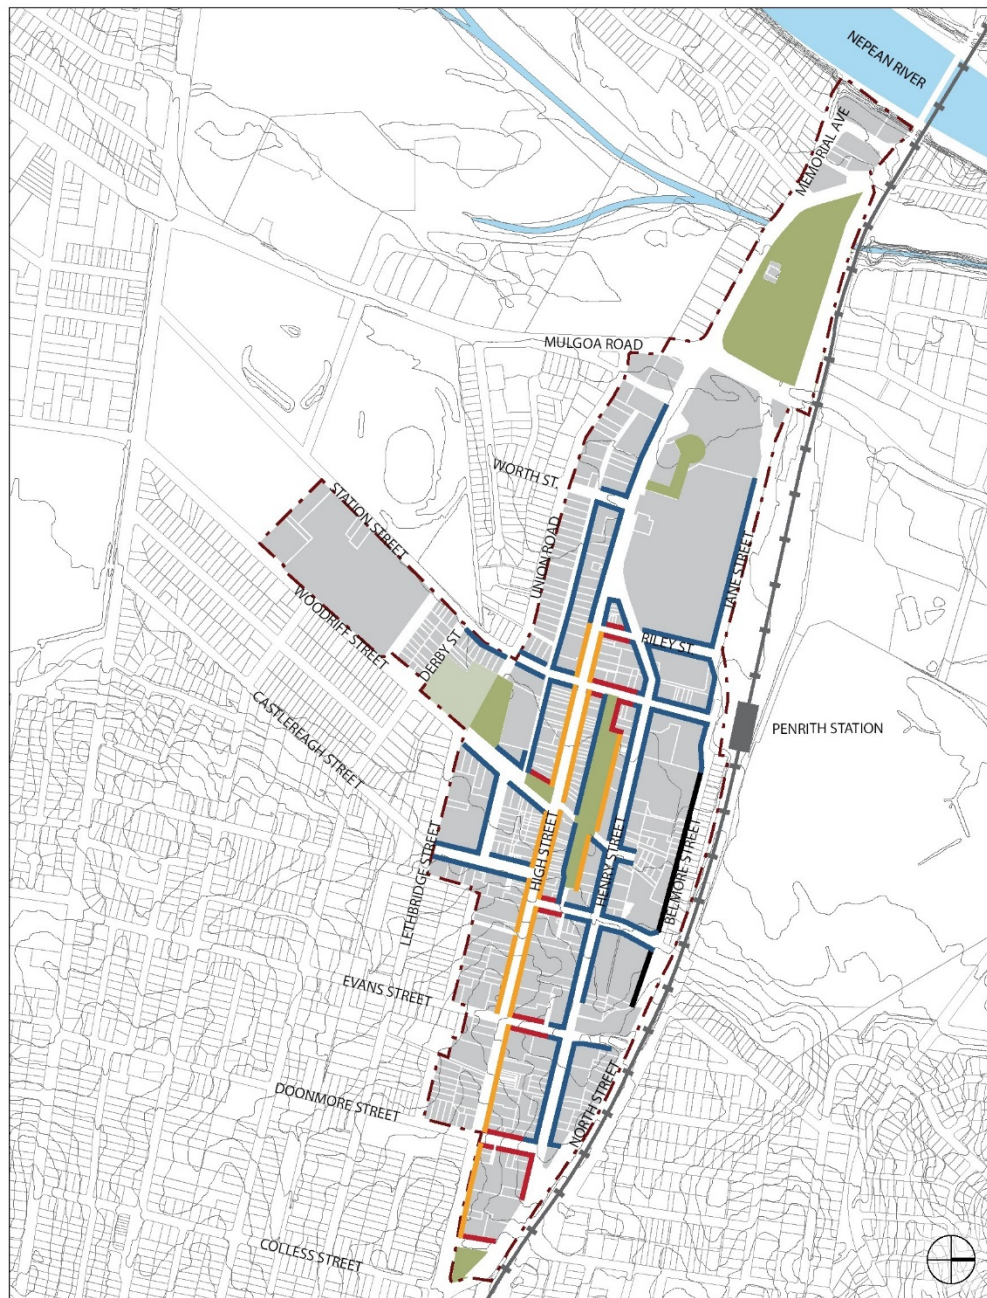 NEPEAN RIVER
MEMORIAL AVE
MULGOA ROAD
WORTH ST.
STATION STREET
UNION ROAD
JANE STREET
WOODRIFF STREET
DERBY ST.
RILEY ST.
CASTLEREAGH STREET
PENRITH STATION
LETHBRIDGE STREET
HIGH STREET
HENRY STREET
BELMORE STREET
EVANS STREET
DOONMORE STREET
NORTH STREET
COLLESS STREET